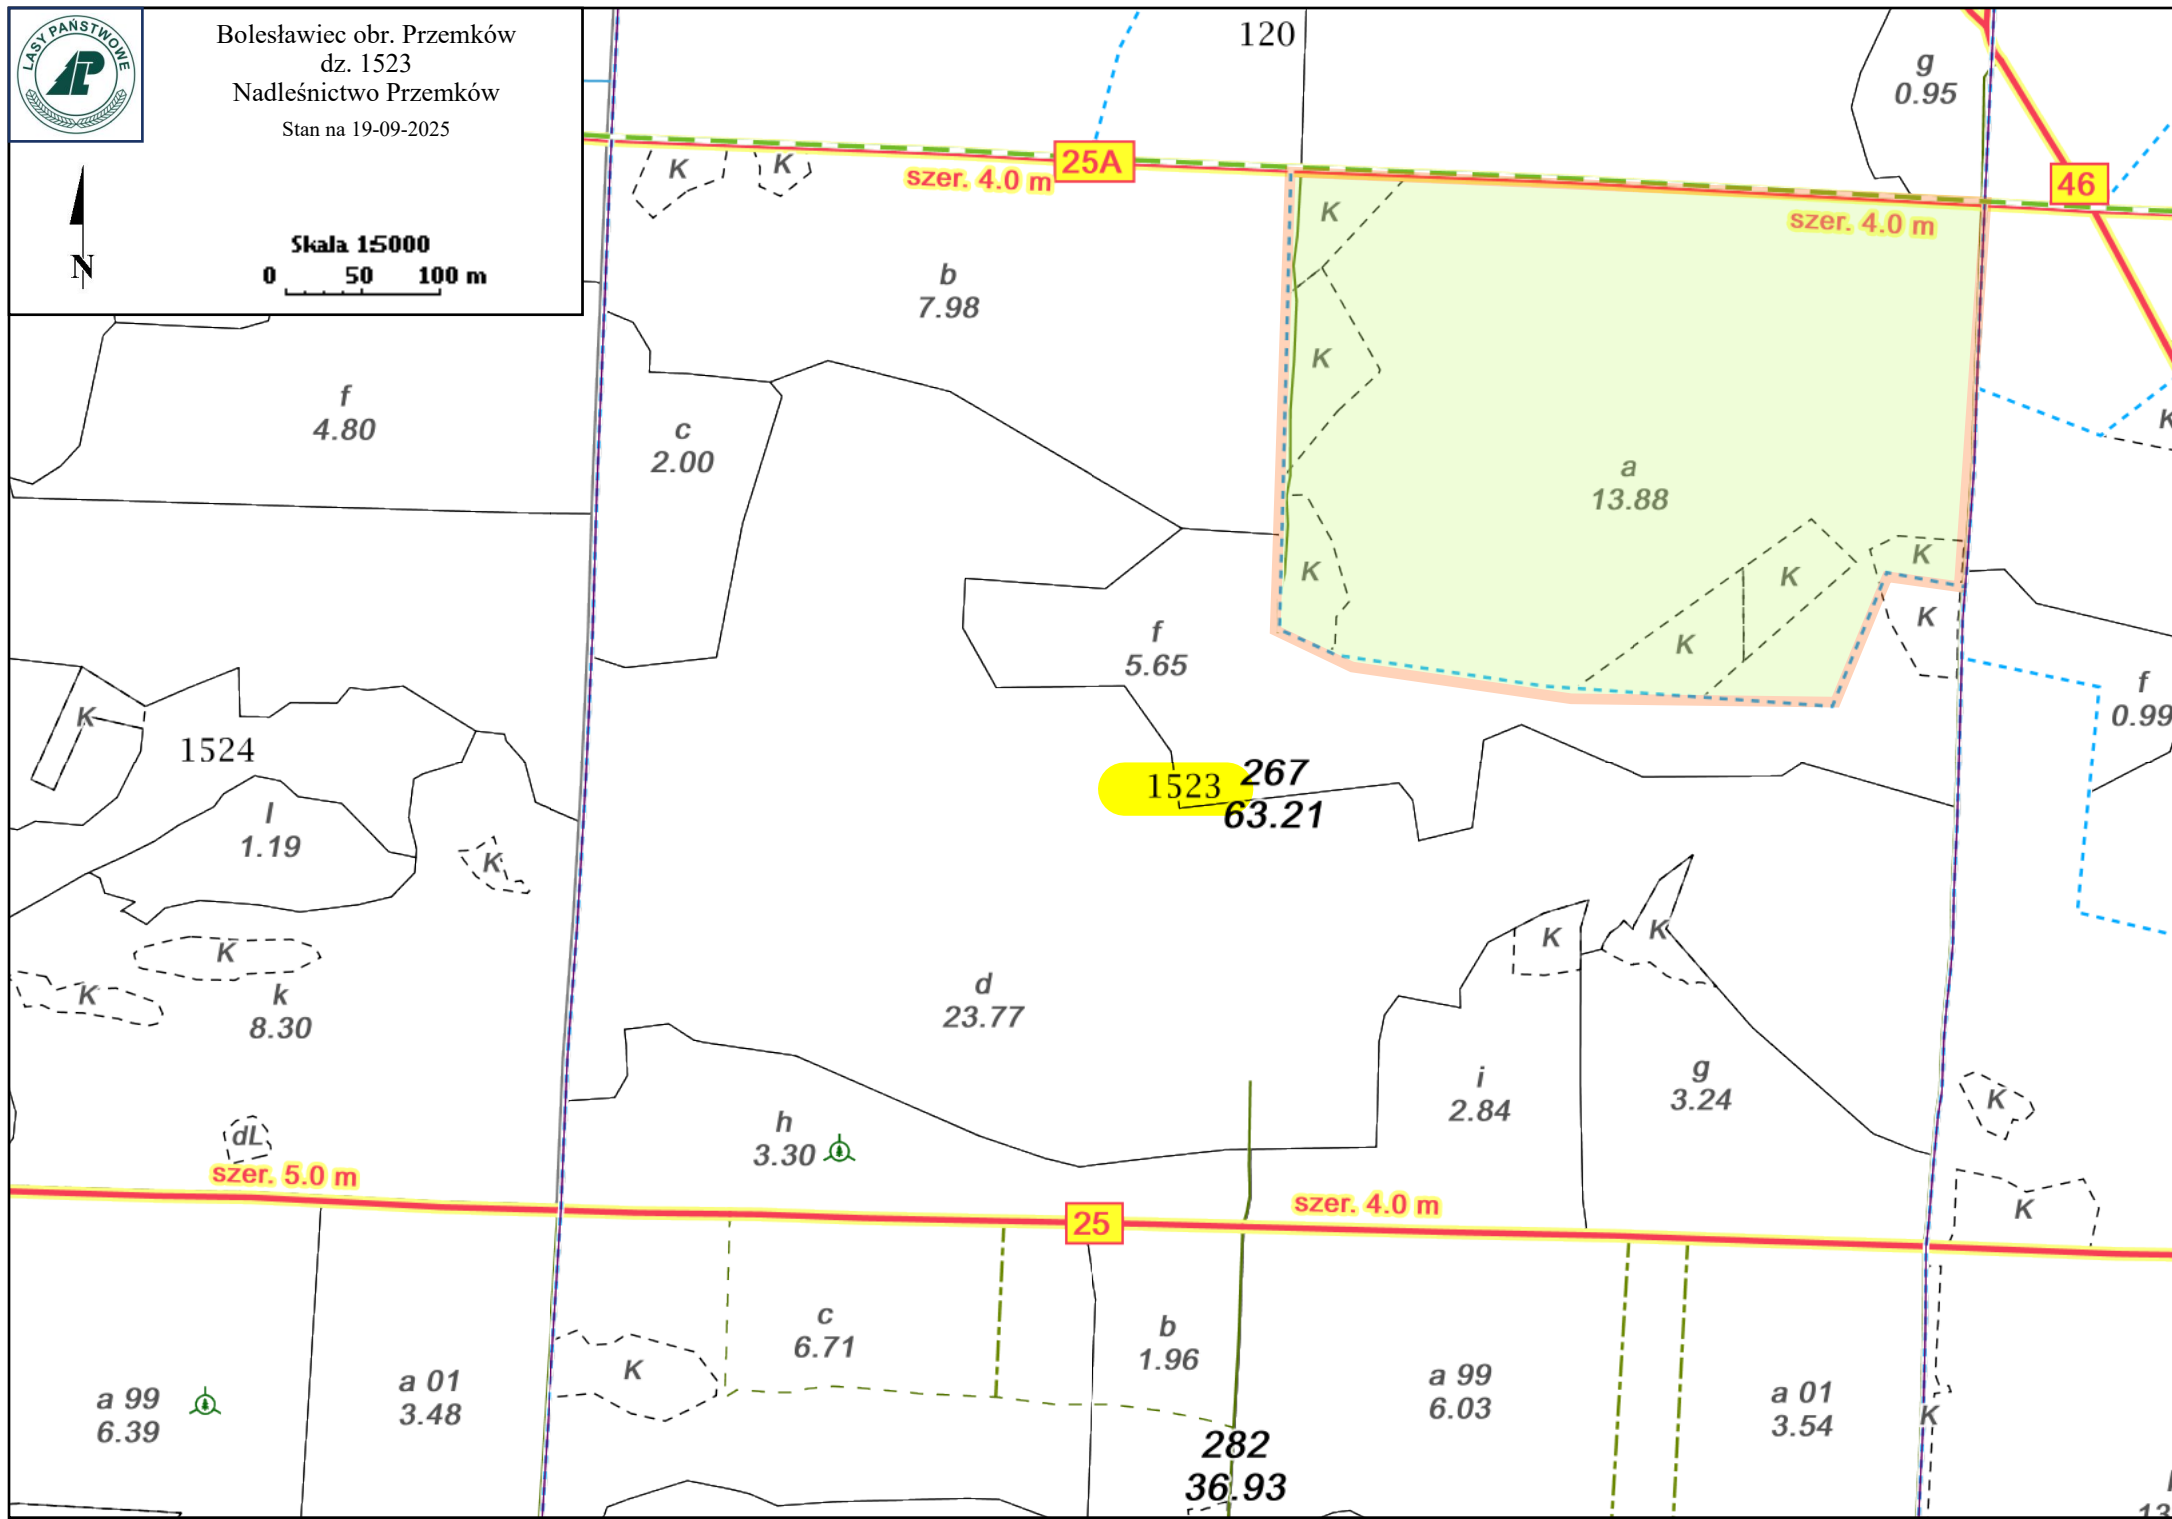 LASY PAŃSTWOWE
Bolesławiec obr. Przemków
dz. 1523
Nadleśnictwo Przemków
Stan na 19-09-2025
N
Skala 1:5000
0 50 100 m
120
g
0.95
25A
szer. 4.0 m
46
szer. 4.0 m
K
K
K
b
7.98
K
f
4.80
c
2.00
K
a
13.88
K
K
K
K
K
K
f
5.65
f
0.99
K
1524
1523
267
63.21
l
1.19
K
K
K
k
8.30
K
K
d
23.77
i
2.84
g
3.24
K
h
3.30
dL
szer. 5.0 m
25
szer. 4.0 m
K
c
6.71
b
1.96
K
a 99
6.39
a 01
3.48
a 99
6.03
a 01
3.54
K
282
36.93
13